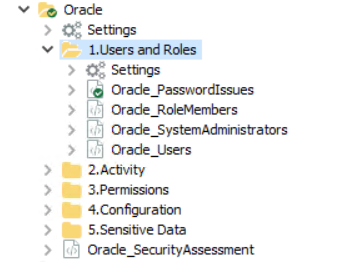 Oracle
Settings
1.Users and Roles
Settings
Oracle_PasswordIssues
Oracle_RoleMembers
Oracle_SystemAdministrators
Oracle_Users
2.Activity
3.Permissions
4.Configuration
5.Sensitive Data
Oracle_SecurityAssessment